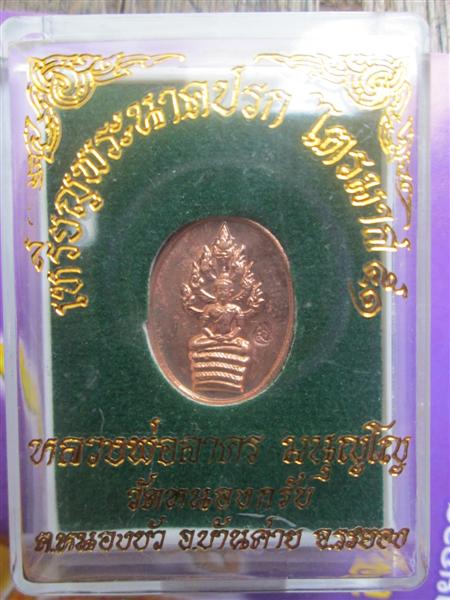 เหรียญพระนาคปรก ไตรมาส ๕๑
หลวงพ่อสาคร มนุญโญ
วัดหนองกรับ
ต.หนองบัว อ.บ้านค่าย จ.ระยอง